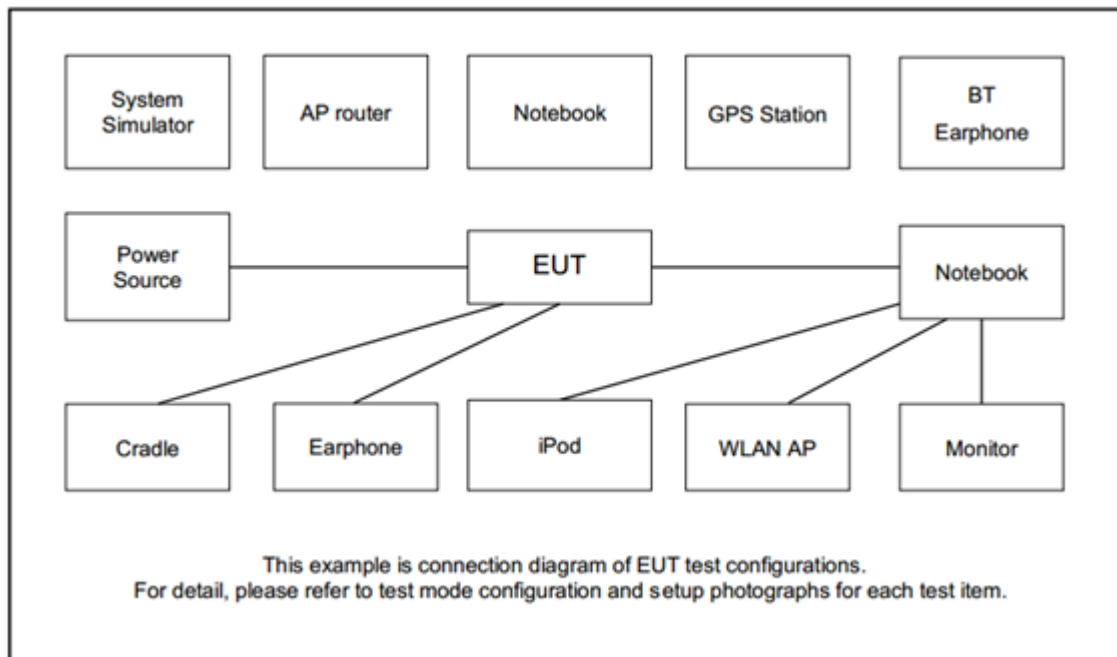 System
Simulator
AP router
Notebook
GPS Station
BT
Earphone
Power
Source
EUT
Notebook
Cradle
Earphone
iPod
WLAN AP
Monitor
This example is connection diagram of EUT test configurations.
For detail, please refer to test mode configuration and setup photographs for each test item.